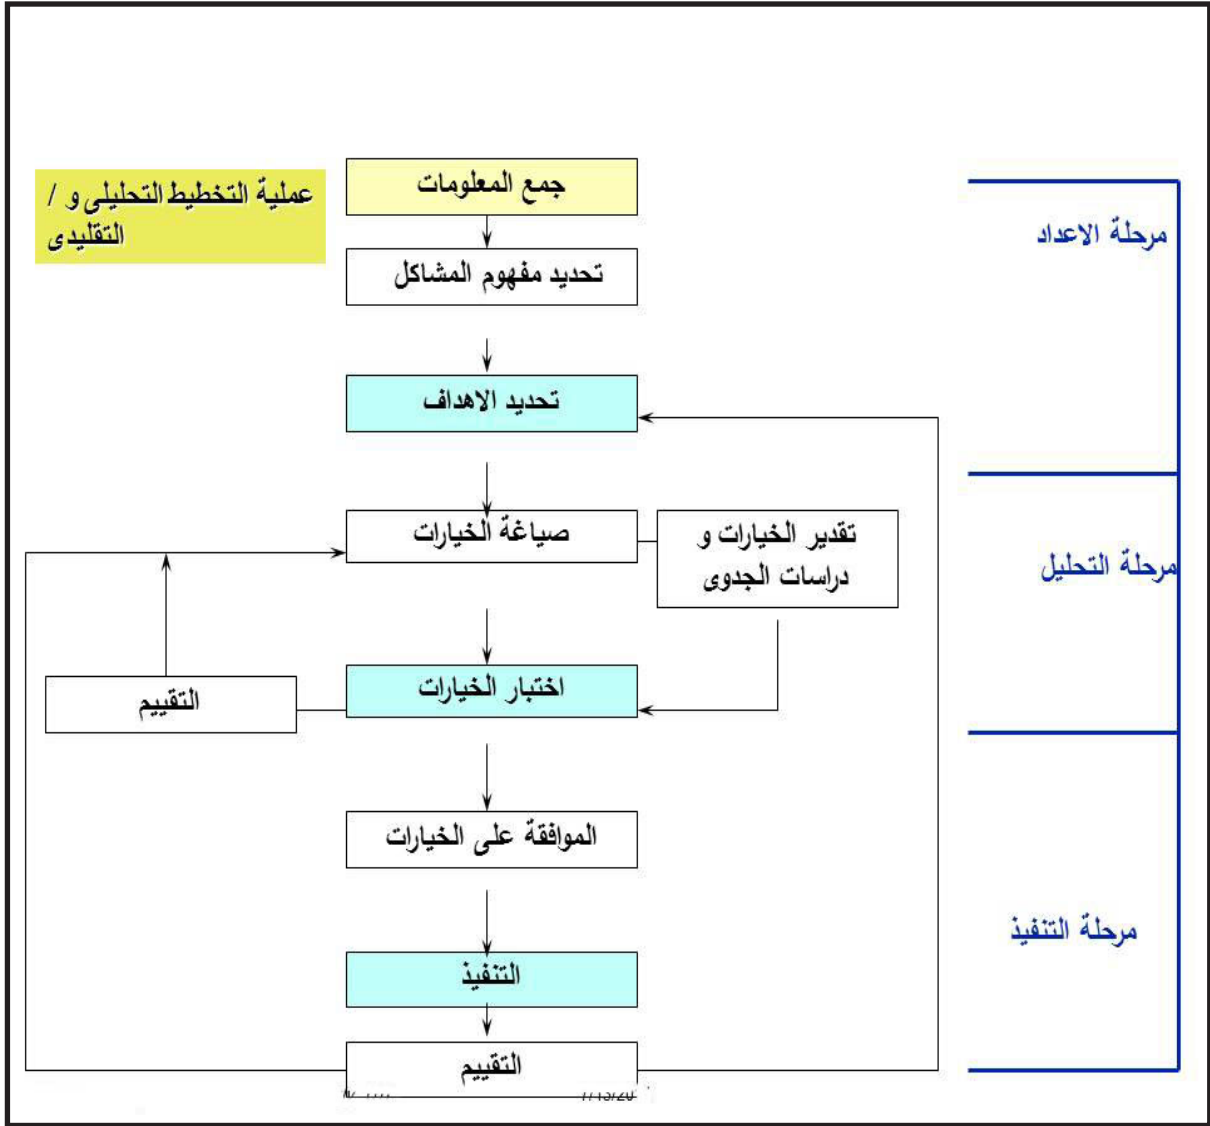 جمع المعلومات
عملية التخطيط التحليلى و /
التقليدى
مرحلة الاعداد
تحديد مفهوم المشاكل
تحديد الاهداف
صياغة الخيارات
تقدير الخيارات و
دراسات الجدوى
مرحلة التحليل
اختبار الخيارات
التقييم
الموافقة على الخيارات
مرحلة التنفيذ
التنفيذ
التقييم